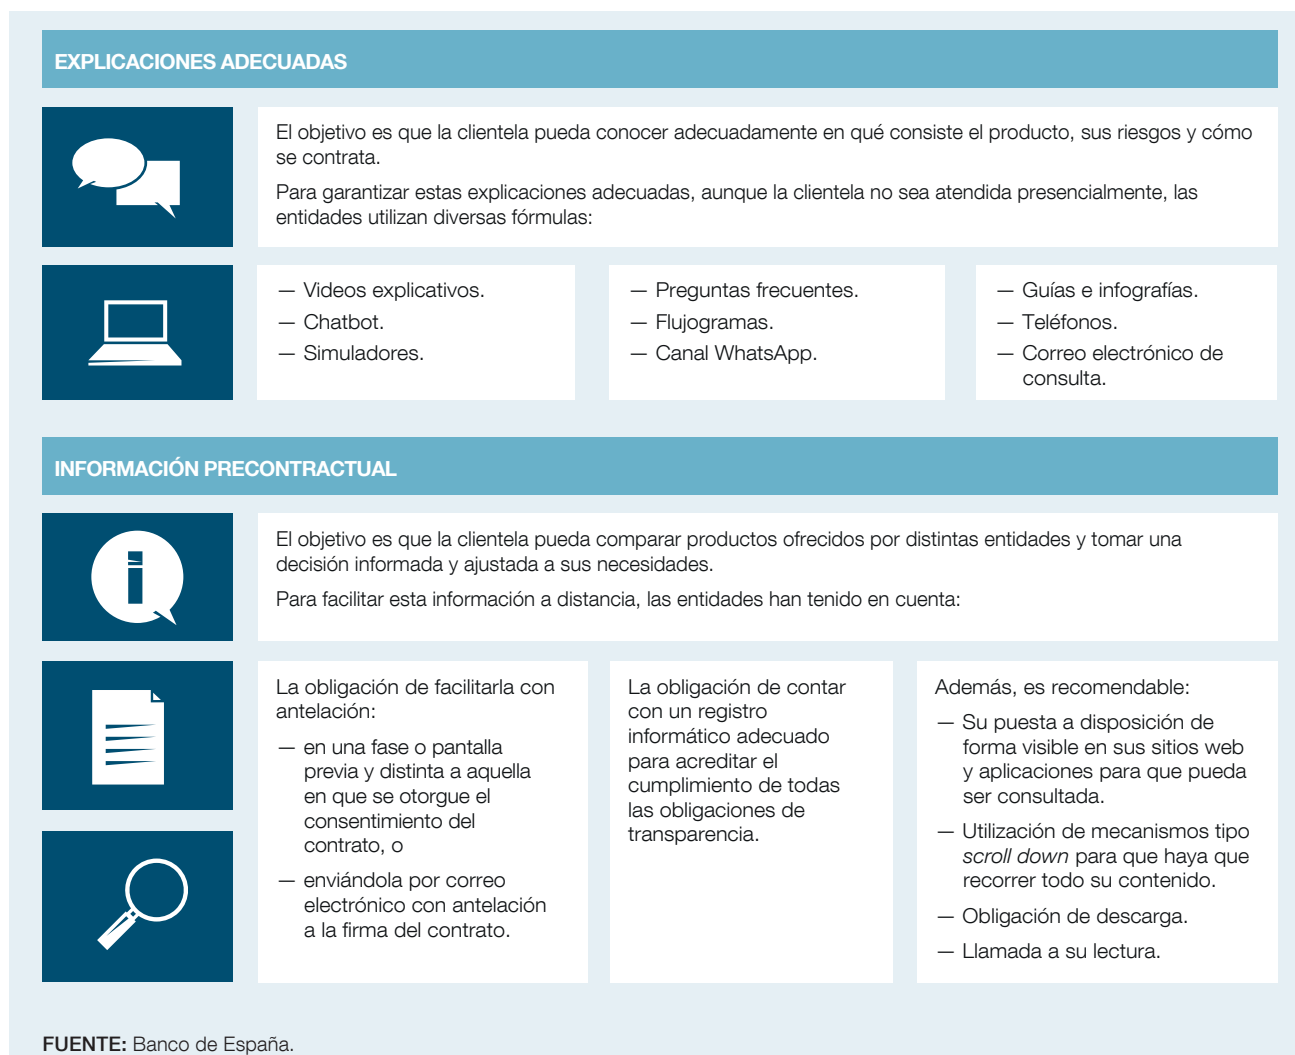 EXPLICACIONES ADECUADAS
El objetivo es que la clientela pueda conocer adecuadamente en qué consiste el producto, sus riesgos y cómo
se contrata.
Para garantizar estas explicaciones adecuadas, aunque la clientela no sea atendida presencialmente, las
entidades utilizan diversas fórmulas:
— Videos explicativos.
— Chatbot.
— Simuladores.
— Preguntas frecuentes.
— Flujogramas.
— Canal WhatsApp.
— Guías e infografías.
— Teléfonos.
— Correo electrónico de
consulta.
INFORMACIÓN PRECONTRACTUAL
El objetivo es que la clientela pueda comparar productos ofrecidos por distintas entidades y tomar una
decisión informada y ajustada a sus necesidades.
Para facilitar esta información a distancia, las entidades han tenido en cuenta:
La obligación de facilitarla con
antelación:
— en una fase o pantalla
previa y distinta a aquella
en que se otorgue el
consentimiento del
contrato, o
— enviándola por correo
electrónico con antelación
a la firma del contrato.
La obligación de contar
con un registro
informático adecuado
para acreditar el
cumplimiento de todas
las obligaciones de
transparencia.
Además, es recomendable:
— Su puesta a disposición de
forma visible en sus sitios web
y aplicaciones para que pueda
ser consultada.
— Utilización de mecanismos tipo
scroll down para que haya que
recorrer todo su contenido.
— Obligación de descarga.
— Llamada a su lectura.
FUENTE: Banco de España.